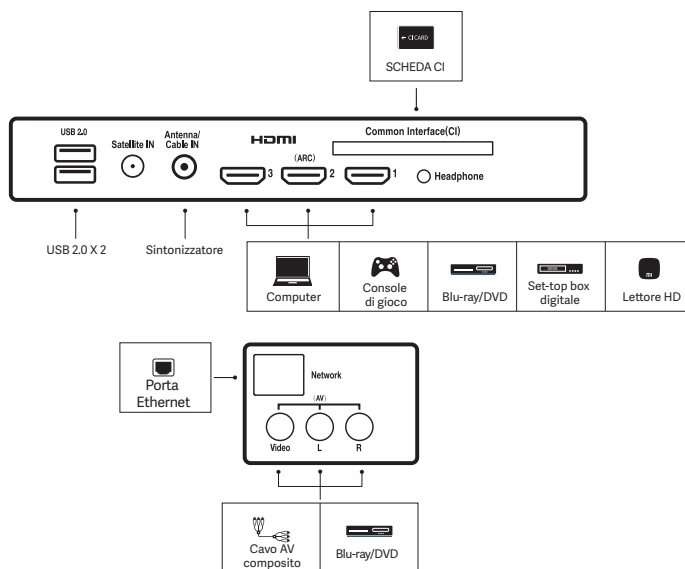 ← CI CARD
SCHEDA CI
USB 2.0
Satellite IN
Antenna/
Cable IN
HDMI
(ARC)
3
2
1
Common Interface(CI)
Headphone
USB 2.0 X 2
Sintonizzatore
Computer
Console
di gioco
Blu-ray/DVD
Set-top box
digitale
mi
Lettore HD
Porta
Ethernet
Network
(AV)
Video
L
R
Cavo AV
composito
Blu-ray/DVD